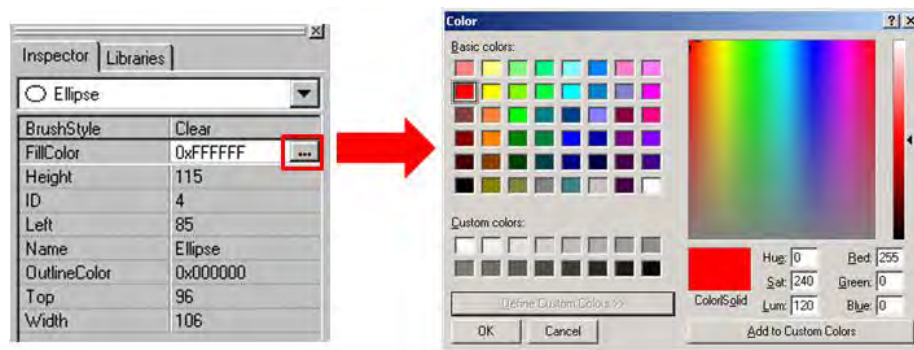 Inspector Libraries
Ellipse
BrushStyle Clear
FillColor 0xFFFFFF ...
Height 115
ID 4
Left 85
Name Ellipse
OutlineColor 0x000000
Top 96
Width 106
Color
Basic colors:
Custom colors:
Define Custom Colors >>
OK Cancel
Color|Solid
Hue: 0 Red: 255
Sat: 240 Green: 0
Lum: 120 Blue: 0
Add to Custom Colors